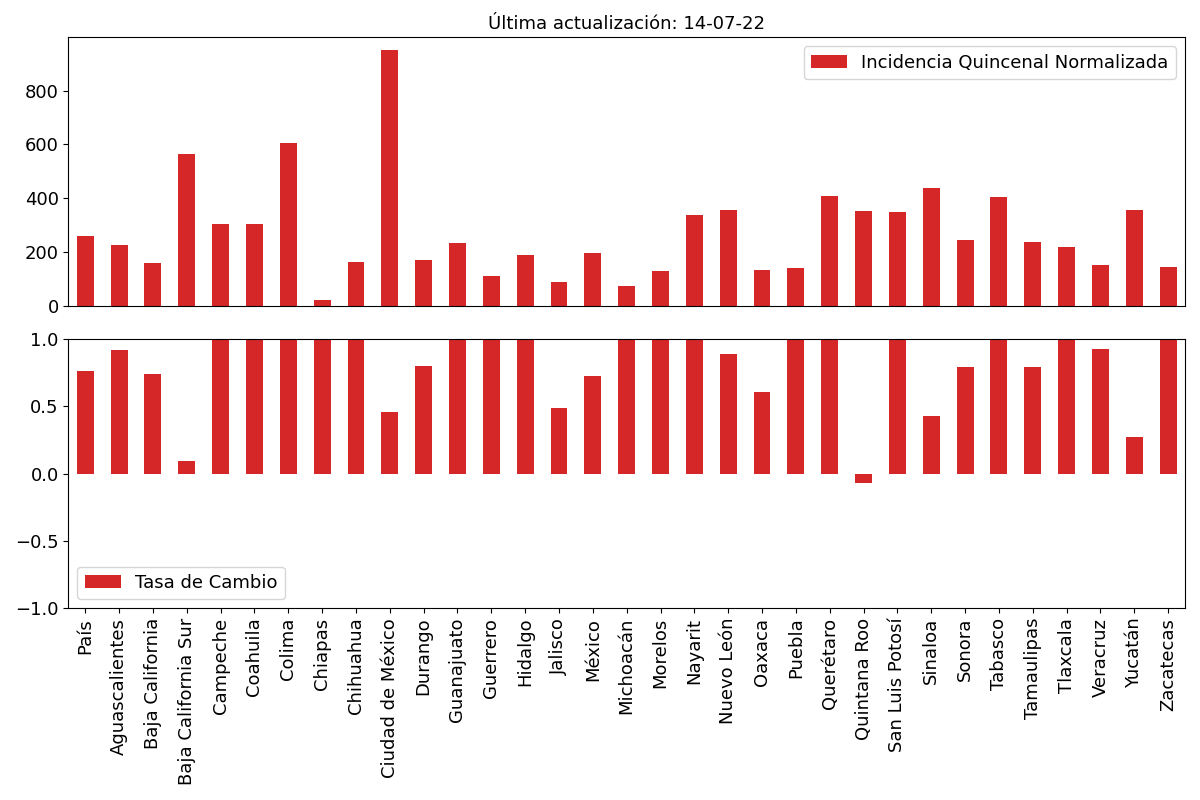 Última actualización: 14-07-22
Incidencia Quincenal Normalizada
800
600
400
200
0
1.0
0.5
0.0
−0.5
−1.0
Tasa de Cambio
País
Aguascalientes
Baja California
Baja California Sur
Campeche
Coahuila
Colima
Chiapas
Chihuahua
Ciudad de México
Durango
Guanajuato
Guerrero
Hidalgo
Jalisco
México
Michoacán
Morelos
Nayarit
Nuevo León
Oaxaca
Puebla
Querétaro
Quintana Roo
San Luis Potosí
Sinaloa
Sonora
Tabasco
Tamaulipas
Tlaxcala
Veracruz
Yucatán
Zacatecas